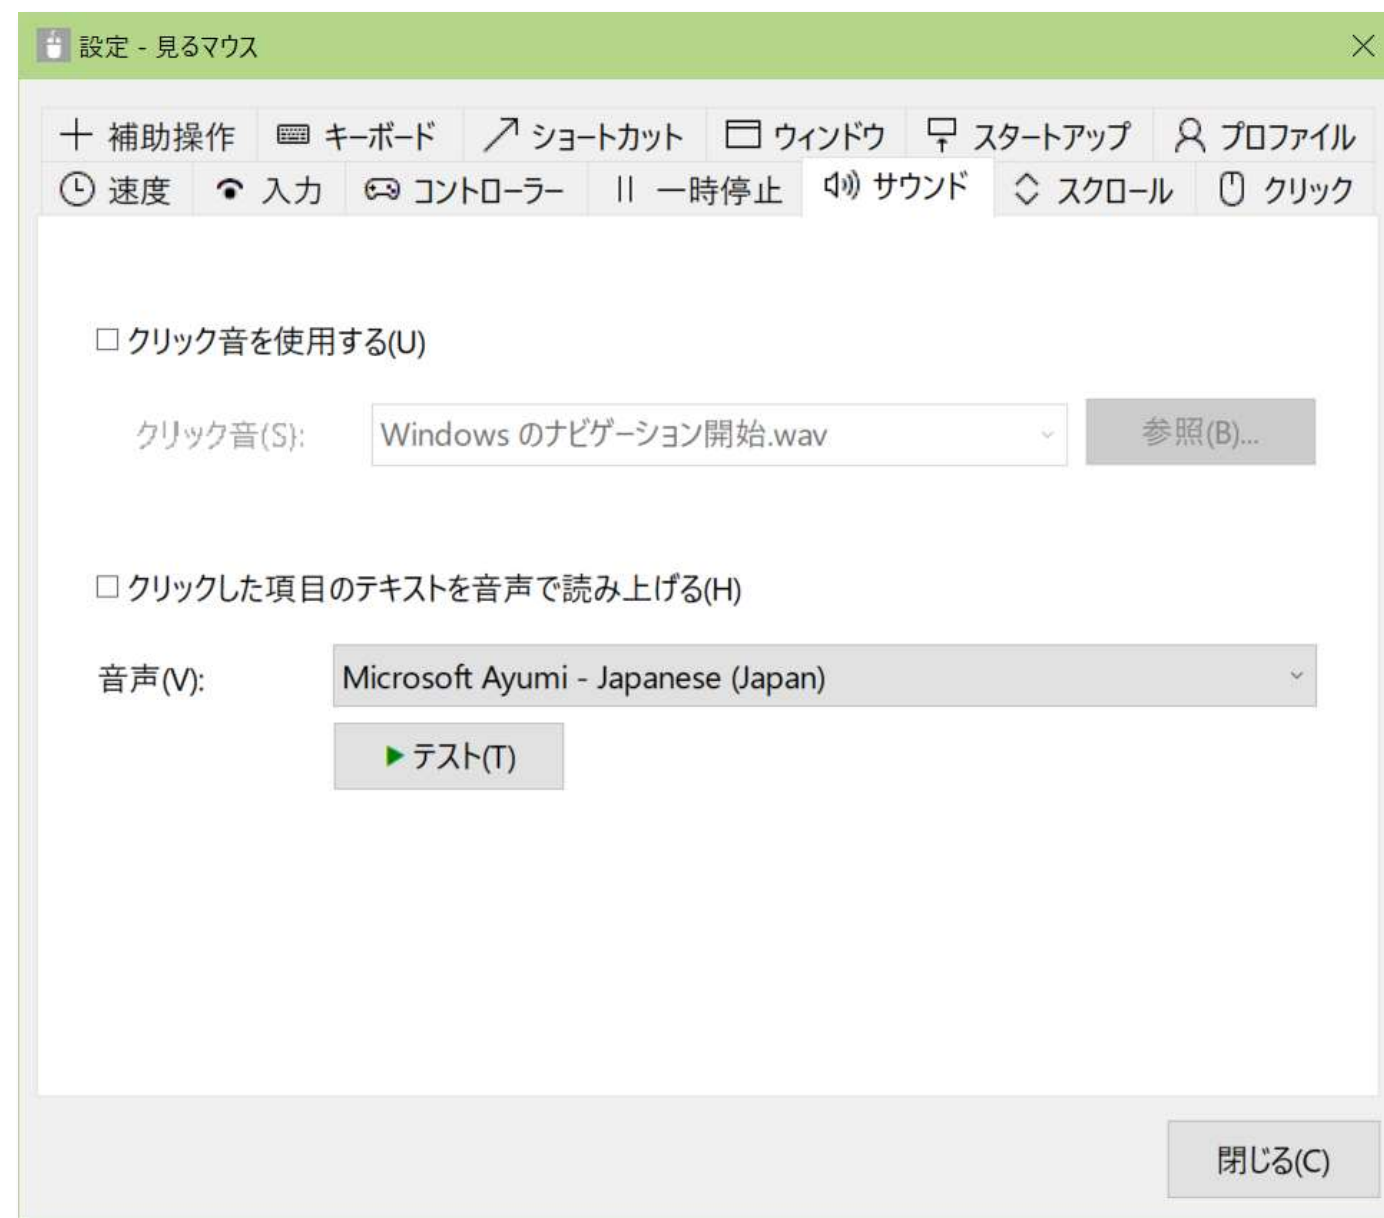 設定 - 見るマウス
補助操作 キーボード ショートカット ウィンドウ スタートアップ プロファイル
速度 入力 コントローラー 一時停止 サウンド スクロール クリック
クリック音を使用する(U)
クリック音(S): Windows のナビゲーション開始.wav 参照(B)...
クリックした項目のテキストを音声で読み上げる(H)
音声(V): Microsoft Ayumi - Japanese (Japan)
テスト(T)
閉じる(C)